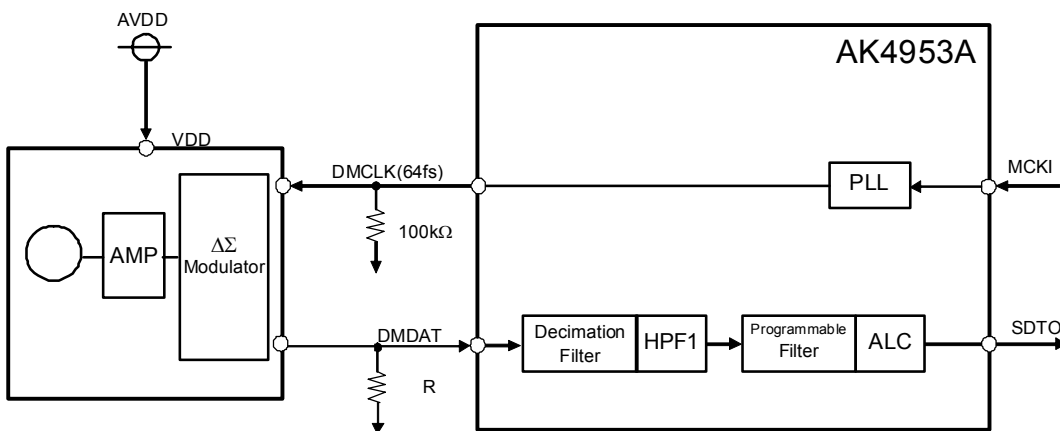 AVDD
AK4953A
VDD
DMCLK(64fs)
MCKI
PLL
100kΩ
AMP
ΔΣ
Modulator
DMDAT
SDTO
Decimation
Filter
HPF1
Programmable
Filter
ALC
R